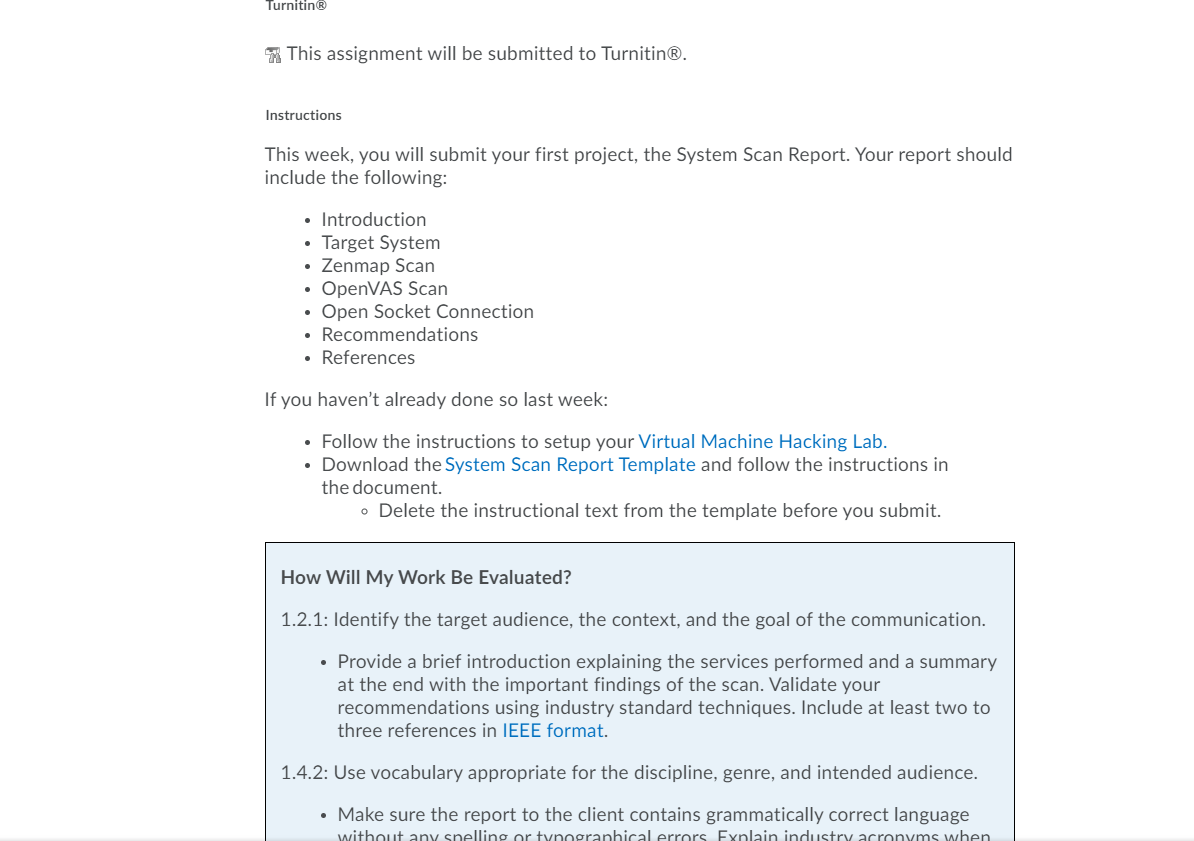 Turnitin®
This assignment will be submitted to Turnitin®.
Instructions
This week, you will submit your first project, the System Scan Report. Your report should
include the following:
• Introduction
• Target System
• Zenmap Scan
• OpenVAS Scan
• Open Socket Connection
• Recommendations
• References
If you haven’t already done so last week:
• Follow the instructions to setup your Virtual Machine Hacking Lab.
• Download the System Scan Report Template and follow the instructions in
the document.
◦ Delete the instructional text from the template before you submit.
How Will My Work Be Evaluated?
1.2.1: Identify the target audience, the context, and the goal of the communication.
• Provide a brief introduction explaining the services performed and a summary
at the end with the important findings of the scan. Validate your
recommendations using industry standard techniques. Include at least two to
three references in IEEE format.
1.4.2: Use vocabulary appropriate for the discipline, genre, and intended audience.
• Make sure the report to the client contains grammatically correct language
without any spelling or typographical errors. Explain industry acronyms when